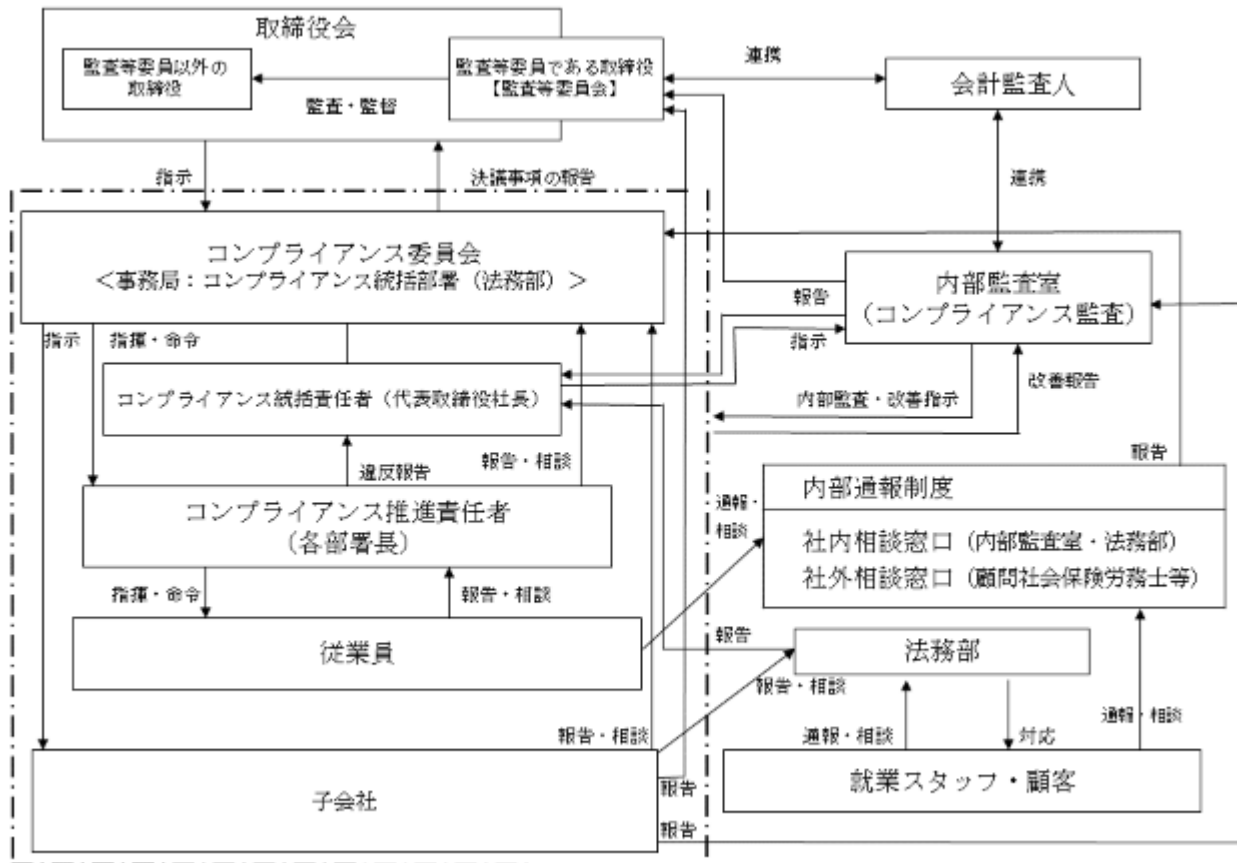 取締役会
監査等委員以外の
取締役
監査等委員である取締役
【監査等委員会】
監査・監督
連携
会計監査人
指示
決議事項の報告
連携
コンプライアンス委員会
＜事務局：コンプライアンス統括部署（法務部）＞
内部監査室
（コンプライアンス監査）
報告
指示
指示
指揮・命令
改善報告
コンプライアンス統括責任者（代表取締役社長）
内部監査・改善指示
違反報告
報告・相談
報告
コンプライアンス推進責任者
（各部署長）
通報・
相談
内部通報制度
社内相談窓口（内部監査室・法務部）
社外相談窓口（顧問社会保険労務士等）
指揮・命令
報告・相談
従業員
報告
法務部
報告・相談
報告・相談
通報・相談
対応
通報・相談
子会社
報告
報告
就業スタッフ・顧客